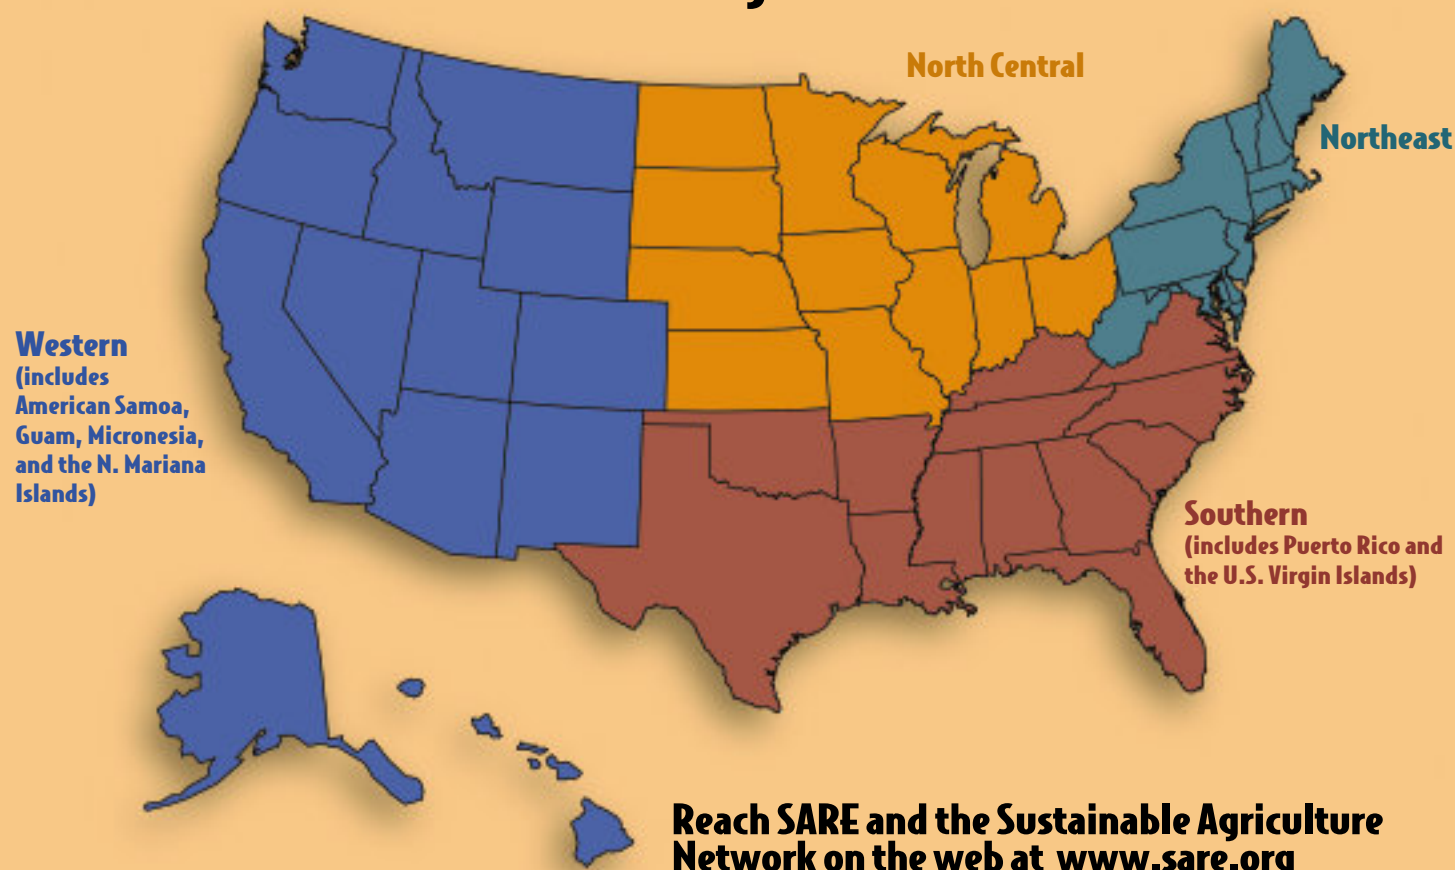 North Central
Northeast
Western
(includes
American Samoa,
Guam, Micronesia,
and the N. Mariana
Islands)
Southern
(includes Puerto Rico and
the U.S. Virgin Islands)
Reach SARE and the Sustainable Agriculture
Network on the web at www.sare.org